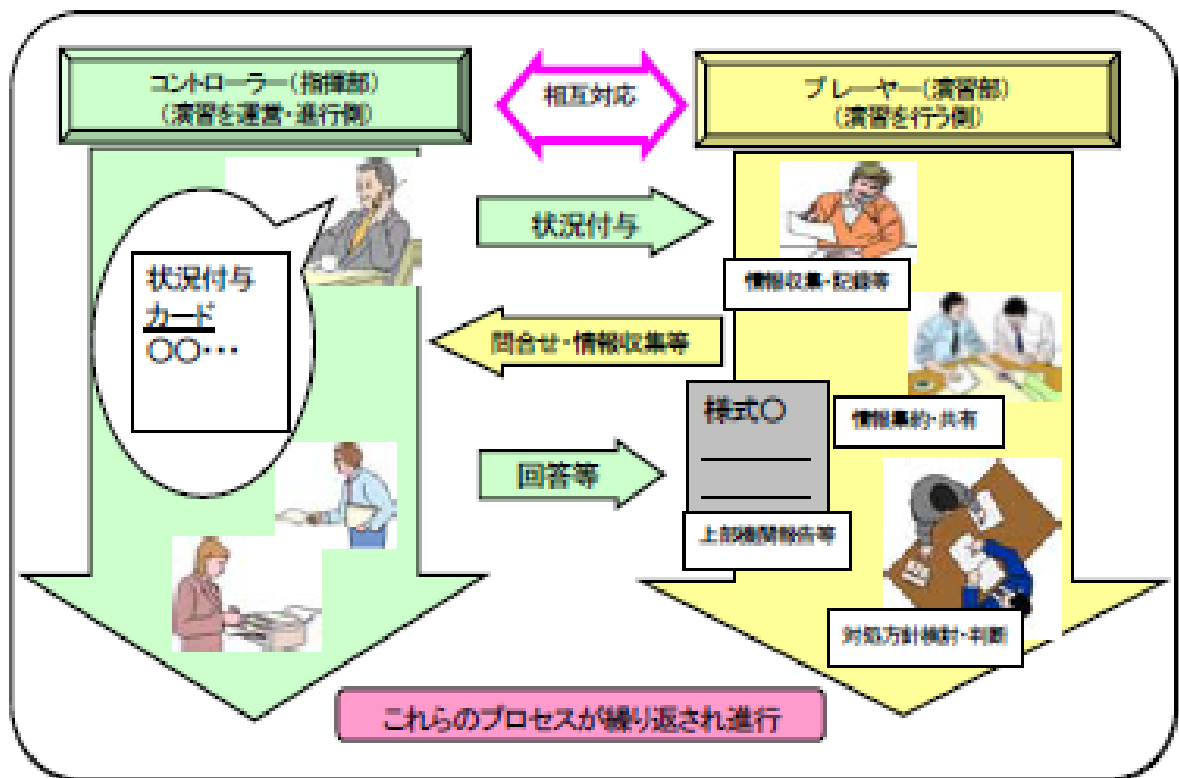 コントローラー(指揮部)
(演習を運営・進行側)
相互対応
プレーヤー(演習部)
(演習を行う側)
状況付与
カード
〇〇・・・
状況付与
情報収集・記録等
問合せ・情報収集等
情報集約・共有
様式〇
回答等
上部機関報告等
対処方針検討・判断
これらのプロセスが繰り返され進行